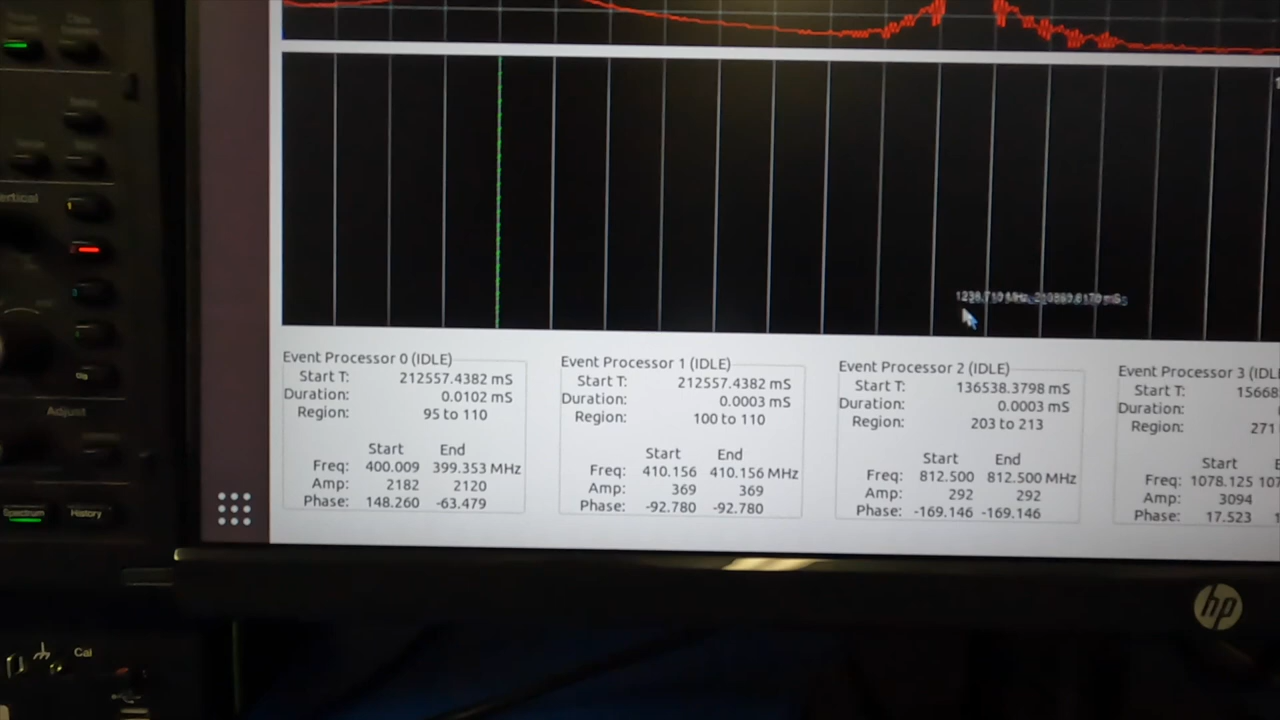 ertical
Adjust
Spectrum
History
Cal
Event Processor 0 (IDLE)
Start T: 212557.4382 mS
Duration: 0.0102 mS
Region: 95 to 110
Start End
Freq: 400.009 399.353 MHz
Amp: 2182 2120
Phase: 148.260 -63.479
Event Processor 1 (IDLE)
Start T: 212557.4382 mS
Duration: 0.0003 mS
Region: 100 to 110
Start End
Freq: 410.156 410.156 MHz
Amp: 369 369
Phase: -92.780 -92.780
Event Processor 2 (IDLE)
Start T: 136538.3798 mS
Duration: 0.0003 mS
Region: 203 to 213
Start End
Freq: 812.500 812.500 MHz
Amp: 292 292
Phase: -169.146 -169.146
Event Processor 3 (IDLE
Start T: 15668
Duration:
Region: 271
Start
Freq: 1078.125 107
Amp: 3094
Phase: 17.523
hp